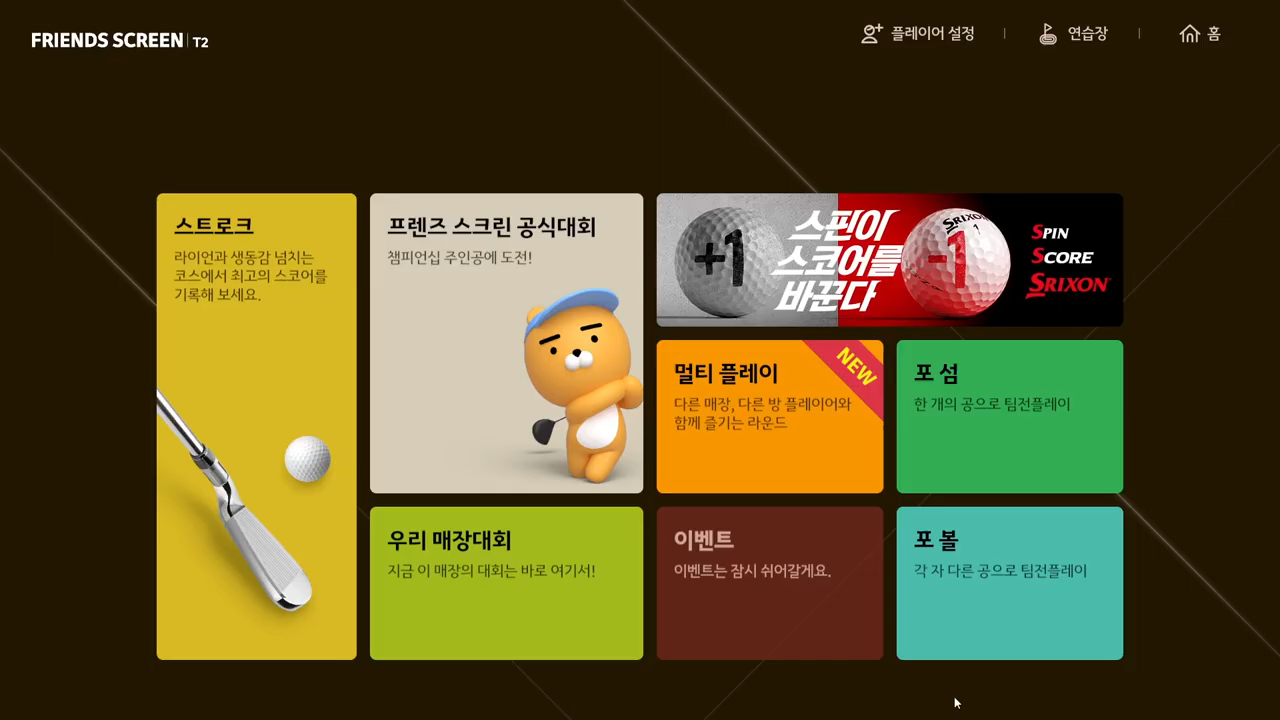 FRIENDS SCREEN | T2
플레이어 설정
연습장
홈
스트로크
라이언과 생동감 넘치는
코스에서 최고의 스코어를
기록해 보세요.
프렌즈 스크린 공식대회
챔피언십 주인공에 도전!
+1
스핀이
스코어를
바꾼다
SRIXON
1
-1
SPIN
SCORE
SRIXON
멀티 플레이
NEW
다른 매장, 다른 방 플레이어와
함께 즐기는 라운드
포 섬
한 개의 공으로 팀전플레이
우리 매장대회
지금 이 매장의 대회는 바로 여기서!
이벤트
이벤트는 잠시 쉬어갈게요.
포 볼
각 자 다른 공으로 팀전플레이